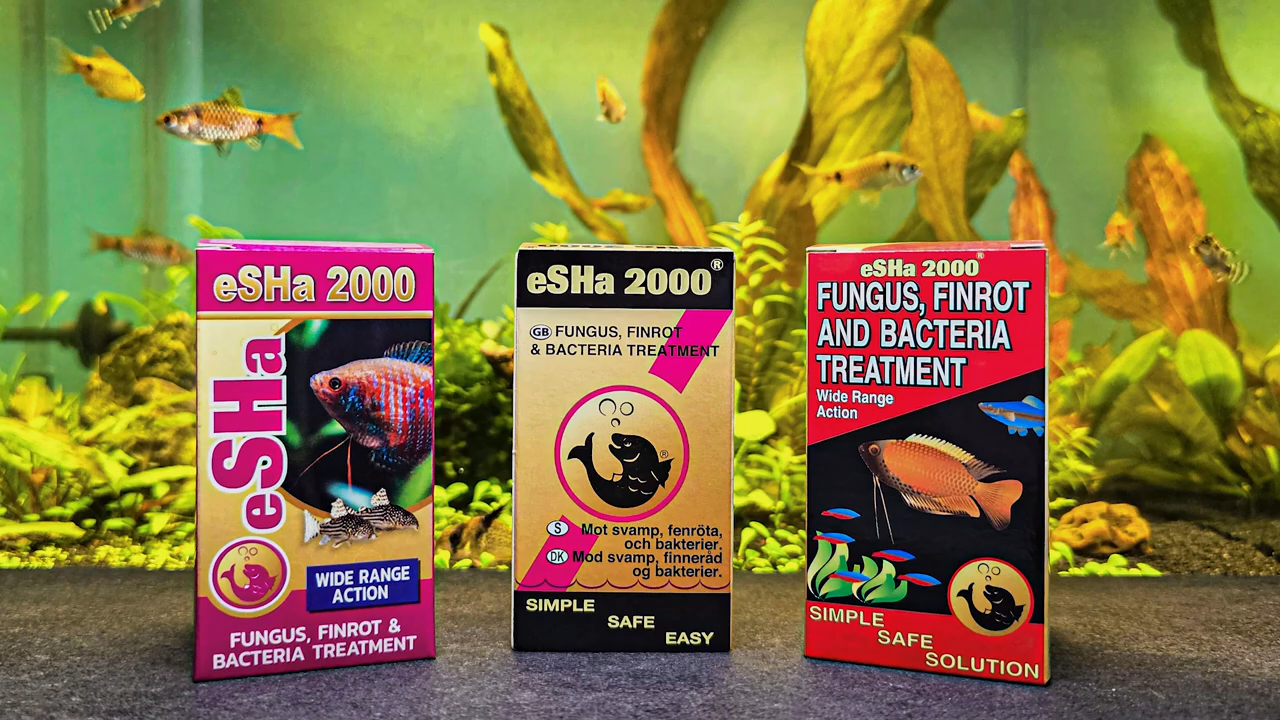 eSHa 2000
eSHa
WIDE RANGE
ACTION
FUNGUS, FINROT &
BACTERIA TREATMENT
eSHa 2000®
GB FUNGUS, FINROT
& BACTERIA TREATMENT
®
S Mot svamp, fenröta,
och bakterier.
DK Mod svamp, finneråd
og bakterier.
SIMPLE
SAFE
EASY
eSHa 2000®
FUNGUS, FINROT
AND BACTERIA
TREATMENT
Wide Range
Action
SIMPLE
SAFE
SOLUTION